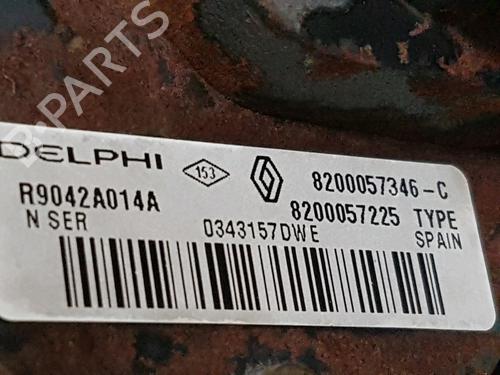 DELPHI 153 8200057346-C
R9042A014A 8200057225 TYPE
N SER 0343157DWE SPAIN
B-PARTS